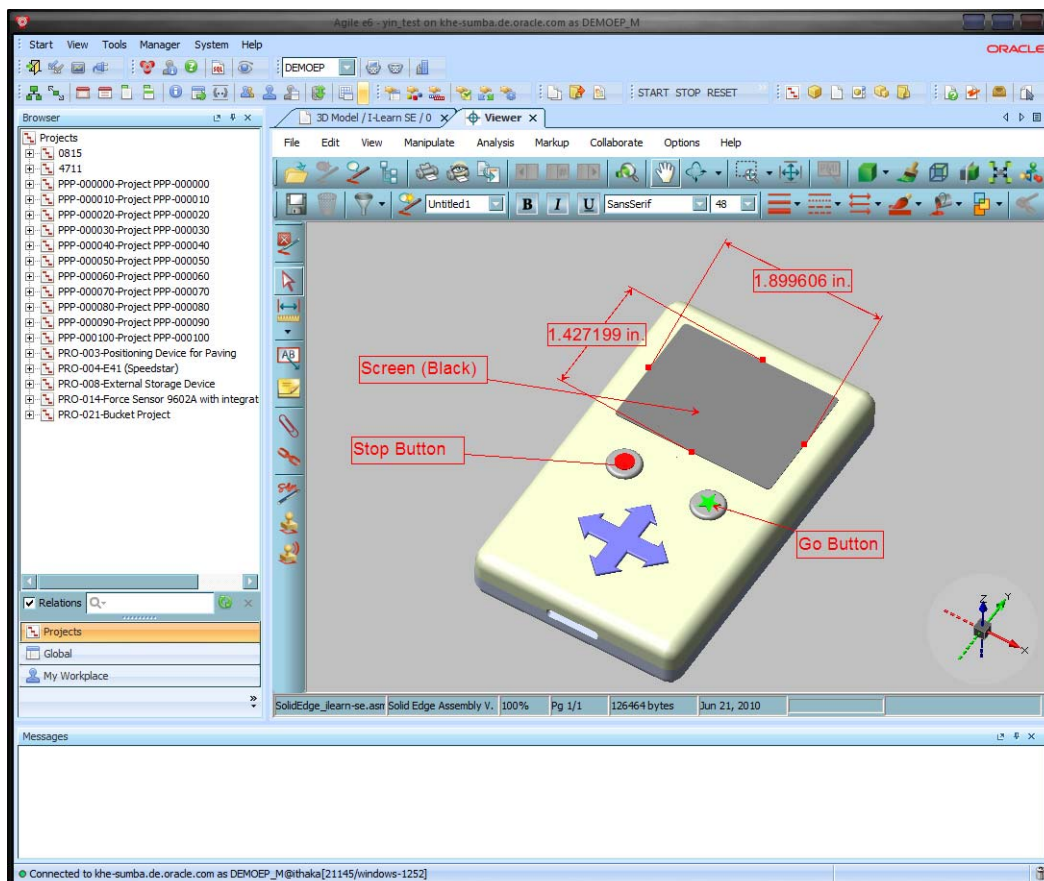 Agile e6 - yin_test on khe-sumba.de.oracle.com as DEMOEP_M
Start View Tools Manager System Help
ORACLE
DEMOEP
START STOP RESET
Browser
3D Model / I-Learn SE / 0
Viewer
Projects
0815
4711
PPP-000000-Project PPP-000000
PPP-000010-Project PPP-000010
PPP-000020-Project PPP-000020
PPP-000030-Project PPP-000030
PPP-000040-Project PPP-000040
PPP-000050-Project PPP-000050
PPP-000060-Project PPP-000060
PPP-000070-Project PPP-000070
PPP-000080-Project PPP-000080
PPP-000090-Project PPP-000090
PPP-000100-Project PPP-000100
PRO-003-Positioning Device for Paving
PRO-004-E41 (Speedstar)
PRO-008-External Storage Device
PRO-014-Force Sensor 9602A with integrat
PRO-021-Bucket Project
Relations
Projects
Global
My Workplace
File Edit View Manipulate Analysis Markup Collaborate Options Help
Untitled1 B I U SansSerif 48
AB
1.899606 in.
1.427199 in.
Screen (Black)
Stop Button
Go Button
Z Y X
SolidEdge_ilearn-se.asm Solid Edge Assembly V. 100% Pg 1/1 126464 bytes Jun 21, 2010
Messages
Connected to khe-sumba.de.oracle.com as DEMOEP_M@ithaka[21145/windows-1252]